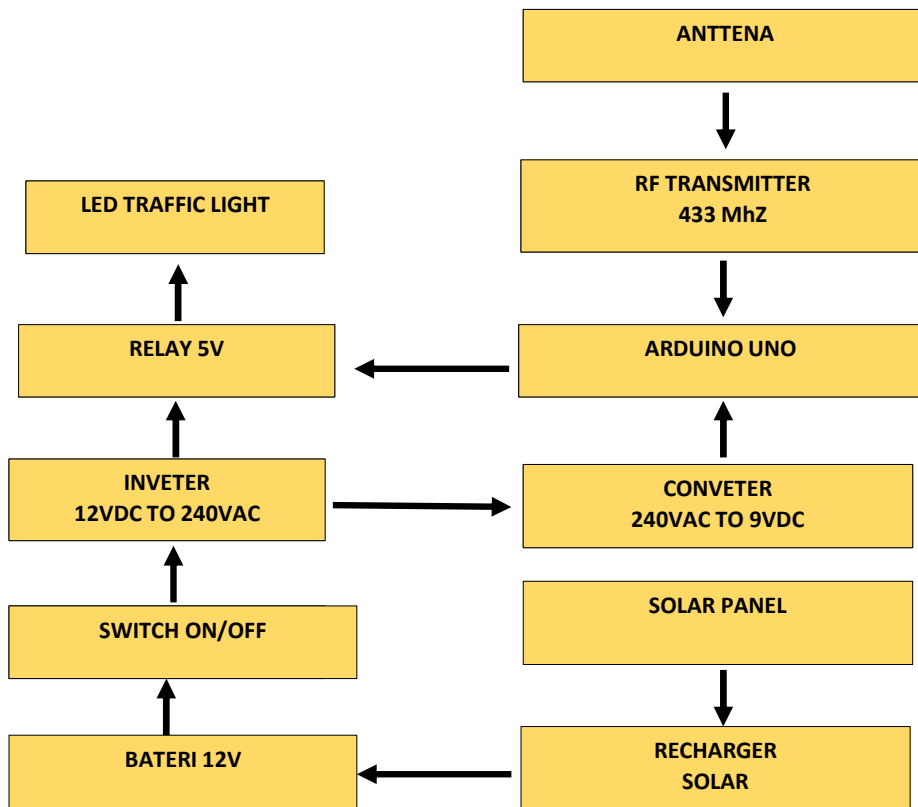 ANTTENA
RF TRANSMITTER
433 MhZ
LED TRAFFIC LIGHT
RELAY 5V
ARDUINO UNO
INVETER
12VDC TO 240VAC
CONVETER
240VAC TO 9VDC
SWITCH ON/OFF
SOLAR PANEL
BATERI 12V
RECHARGER
SOLAR